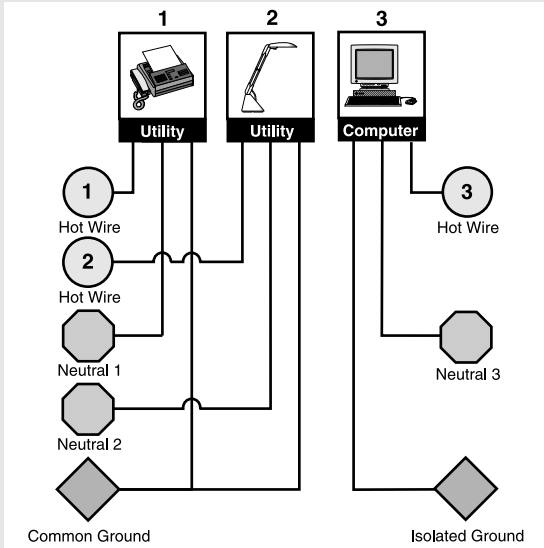 1 2 3
Utility Utility Computer
1 3
Hot Wire Hot Wire
2
Hot Wire
Neutral 1 Neutral 3
Neutral 2
Common Ground Isolated Ground